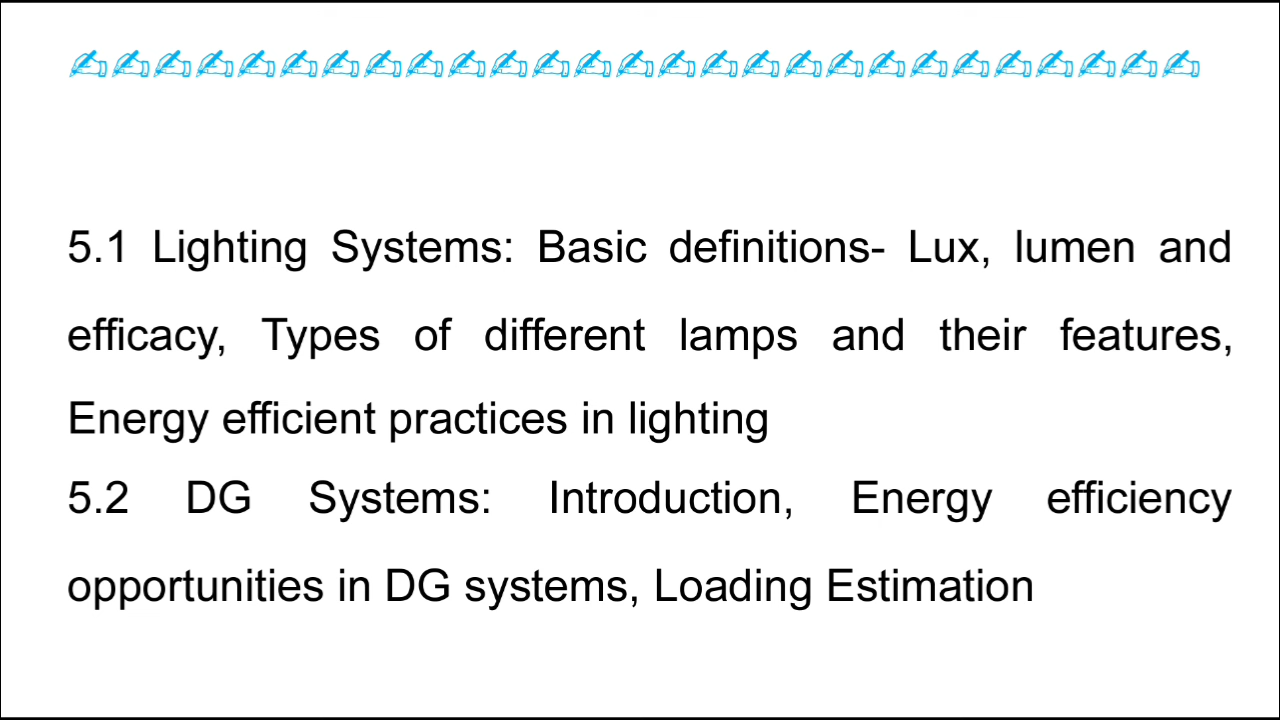 ✍✍✍✍✍✍✍✍✍✍✍✍✍✍✍✍✍✍✍✍✍✍✍✍✍✍✍
5.1 Lighting Systems: Basic definitions- Lux, lumen and
efficacy, Types of different lamps and their features,
Energy efficient practices in lighting
5.2 DG Systems: Introduction, Energy efficiency
opportunities in DG systems, Loading Estimation